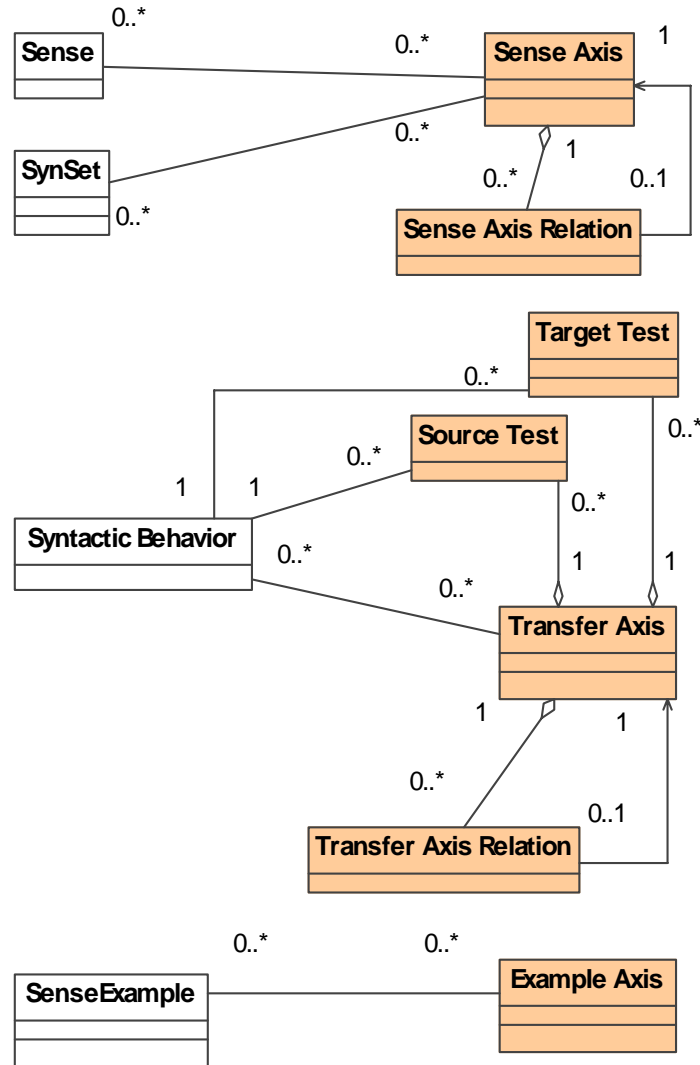 0..*
Sense
0..*
Sense Axis
1
SynSet
0..*
0..*
0..*
1
0..1
Sense Axis Relation
Target Test
0..*
Source Test
0..*
0..*
1
1
0..*
Syntactic Behavior
0..*
0..*
1
1
Transfer Axis
1
1
0..*
0..1
Transfer Axis Relation
0..*
0..*
SenseExample
Example Axis